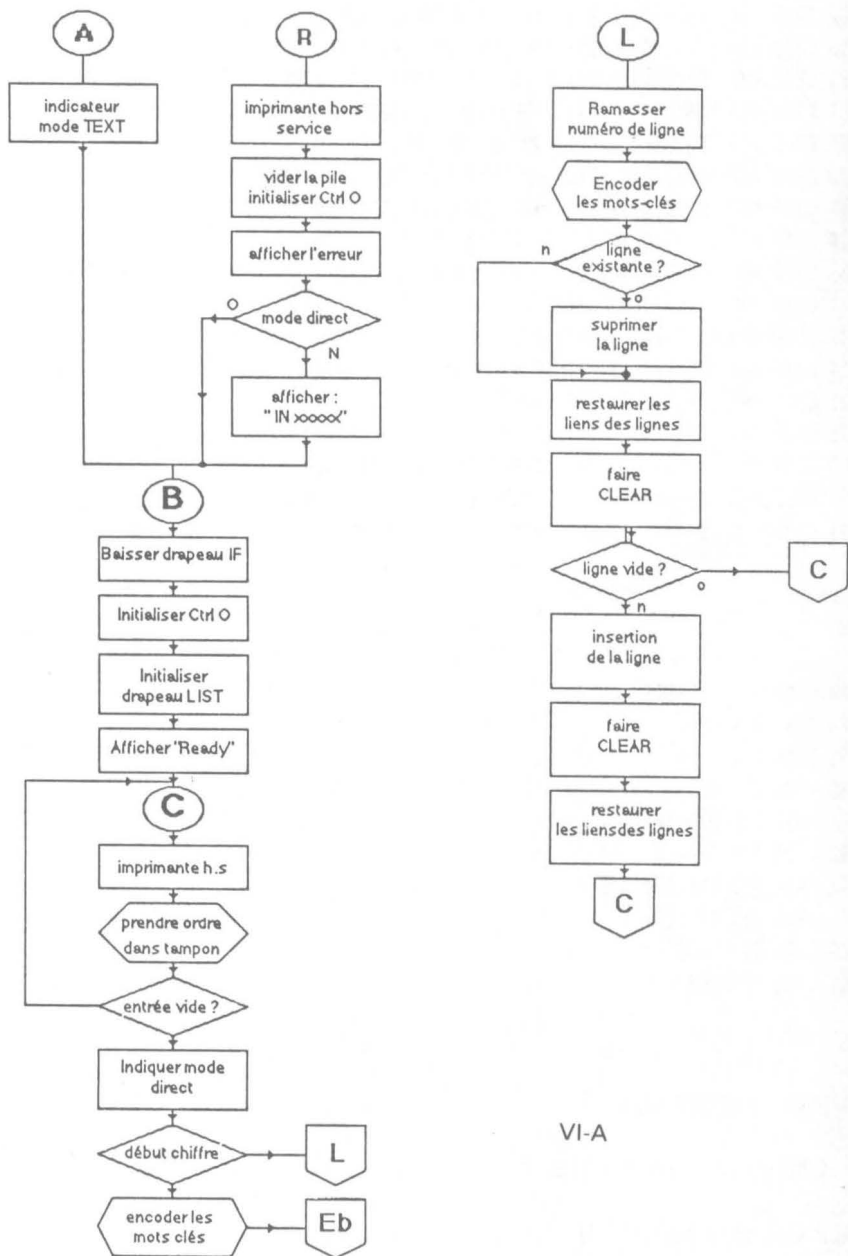 A
indicateur
mode TEXT
R
imprimante hors
service
vider la pile
initialiser Ctrl O
afficher l'erreur
O
mode direct
N
afficher :
" IN xxxxx"
B
Baisser drapeau IF
Initialiser Ctrl O
Initialiser
drapeau LIST
Afficher "Ready"
C
imprimante h.s
prendre ordre
dans tampon
entrée vide ?
Indiquer mode
direct
début chiffre
L
encoder les
mots clés
Eb
L
Ramasser
numéro de ligne
Encoder
les mots-clés
n
ligne
existante ?
o
suprimer
la ligne
restaurer les
liens des lignes
faire
CLEAR
ligne vide ?
o
C
n
insertion
de la ligne
faire
CLEAR
restaurer
les liensdes lignes
C
VI-A